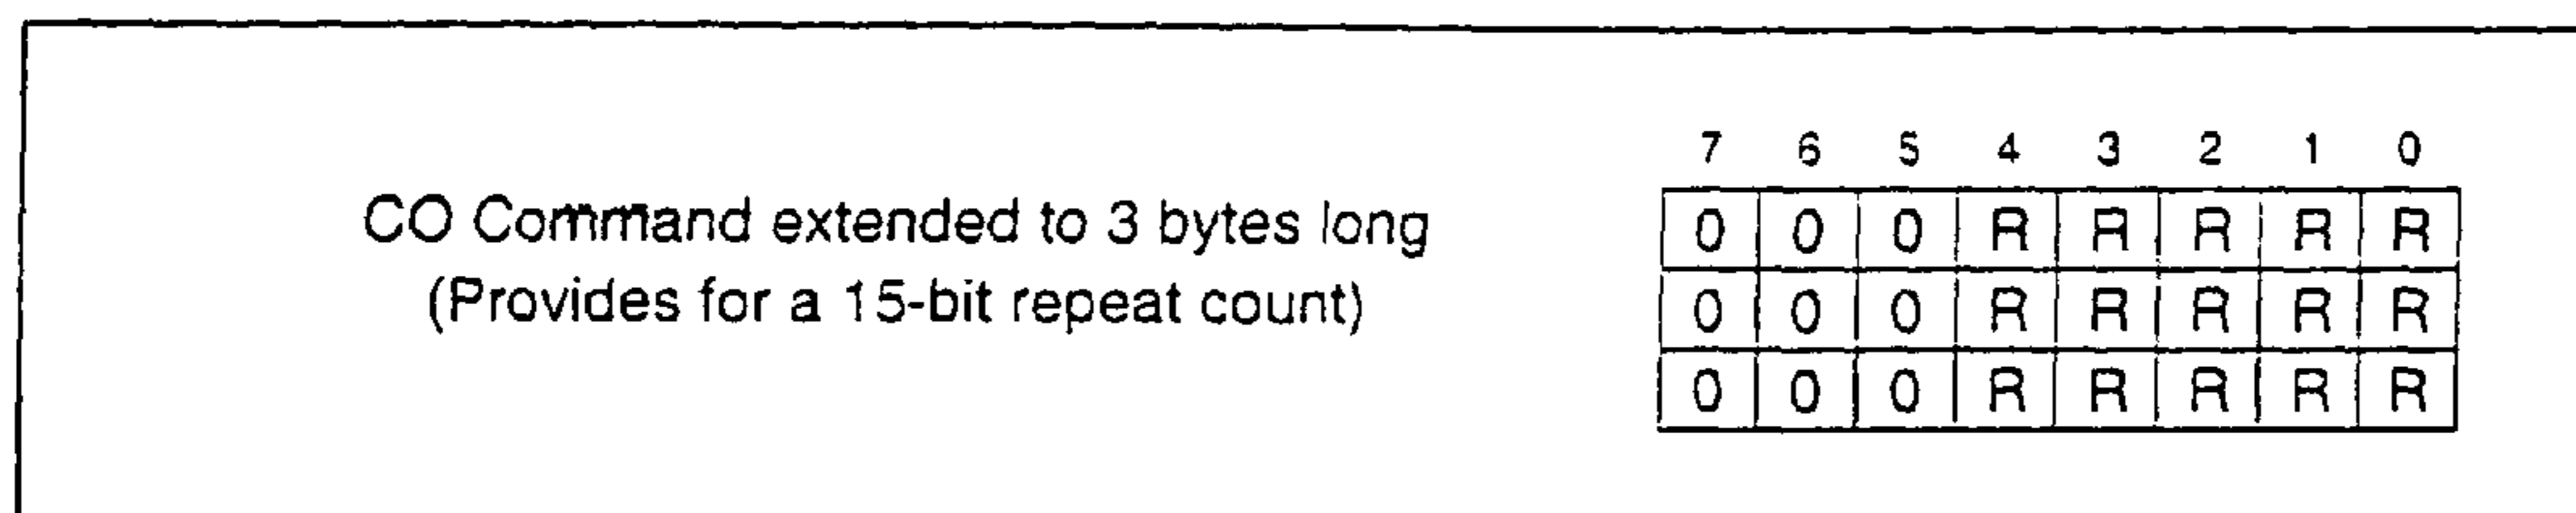 7 6 5 4 3 2 1 0
CO Command extended to 3 bytes long
0 0 0 R R R R R
(Provides for a 15-bit repeat count)
0 0 0 R R R R R
0 0 0 R R R R R